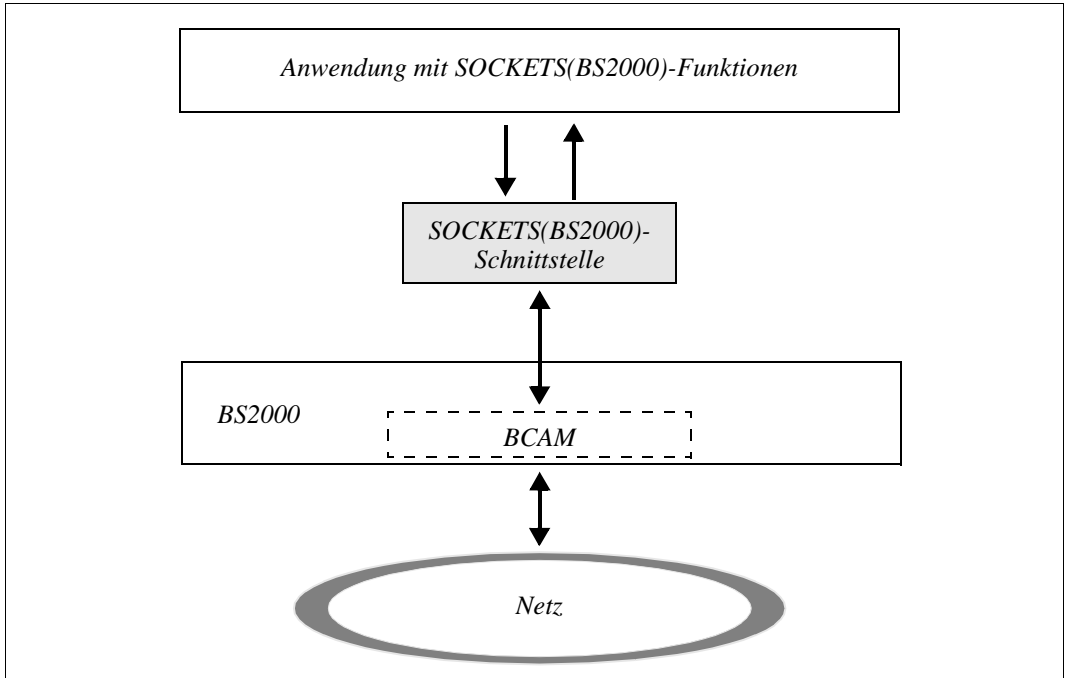 Anwendung mit SOCKETS(BS2000)-Funktionen
SOCKETS(BS2000)-
Schnittstelle
BS2000
BCAM
Netz